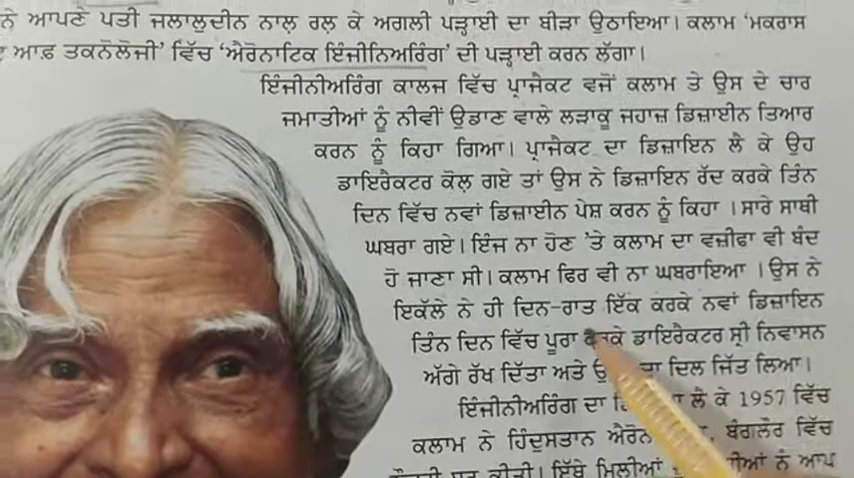 ਨੇ ਆਪਣੇ ਪਤੀ ਜਲਾਲੁਦੀਨ ਨਾਲ਼ ਰਲ਼ ਕੇ ਅਗਲੀ ਪੜ੍ਹਾਈ ਦਾ ਬੀੜਾ ਉਠਾਇਆ। ਕਲਾਮ ‘ਮਕਰਾਸ
ਆਫ਼ ਤਕਨੋਲੋਜੀ’ ਵਿੱਚ ‘ਐਰੋਨਾਟਿਕ ਇੰਜੀਨਿਅਰਿੰਗ’ ਦੀ ਪੜ੍ਹਾਈ ਕਰਨ ਲੱਗਾ।
ਇੰਜੀਨੀਅਰਿੰਗ ਕਾਲਜ ਵਿੱਚ ਪ੍ਰਾਜੈਕਟ ਵਜੋਂ ਕਲਾਮ ਤੇ ਉਸ ਦੇ ਚਾਰ
ਜਮਾਤੀਆਂ ਨੂੰ ਨੀਵੀਂ ਉਡਾਣ ਵਾਲੇ ਲੜਾਕੂ ਜਹਾਜ਼ ਡਿਜ਼ਾਈਨ ਤਿਆਰ
ਕਰਨ ਨੂੰ ਕਿਹਾ ਗਿਆ। ਪ੍ਰਾਜੈਕਟ ਦਾ ਡਿਜ਼ਾਇਨ ਲੈ ਕੇ ਉਹ
ਡਾਇਰੈਕਟਰ ਕੋਲ਼ ਗਏ ਤਾਂ ਉਸ ਨੇ ਡਿਜ਼ਾਇਨ ਰੱਦ ਕਰਕੇ ਤਿੰਨ
ਦਿਨ ਵਿੱਚ ਨਵਾਂ ਡਿਜ਼ਾਈਨ ਪੇਸ਼ ਕਰਨ ਨੂੰ ਕਿਹਾ । ਸਾਰੇ ਸਾਥੀ
ਘਬਰਾ ਗਏ। ਇੰਜ ਨਾ ਹੋਣ ’ਤੇ ਕਲਾਮ ਦਾ ਵਜ਼ੀਫਾ ਵੀ ਬੰਦ
ਹੋ ਜਾਣਾ ਸੀ। ਕਲਾਮ ਫਿਰ ਵੀ ਨਾ ਘਬਰਾਇਆ । ਉਸ ਨੇ
ਇਕੱਲੇ ਨੇ ਹੀ ਦਿਨ-ਰਾਤ ਇੱਕ ਕਰਕੇ ਨਵਾਂ ਡਿਜ਼ਾਇਨ
ਤਿੰਨ ਦਿਨ ਵਿੱਚ ਪੂਰਾ ਕਰਕੇ ਡਾਇਰੈਕਟਰ ਸ੍ਰੀ ਨਿਵਾਸਨ
ਅੱਗੇ ਰੱਖ ਦਿੱਤਾ ਅਤੇ ਦਾ ਦਿਲ ਜਿੱਤ ਲਿਆ।
ਇੰਜੀਨੀਅਰਿੰਗ ਦਾ ਲੈ ਕੇ 1957 ਵਿੱਚ
ਕਲਾਮ ਨੇ ਹਿੰਦੁਸਤਾਨ ਬੰਗਲੌਰ ਵਿੱਚ
ਕੀਤੀ। ਇੱਥੇ ਮਿਲੀਆਂ ਨੇ ਆਪ